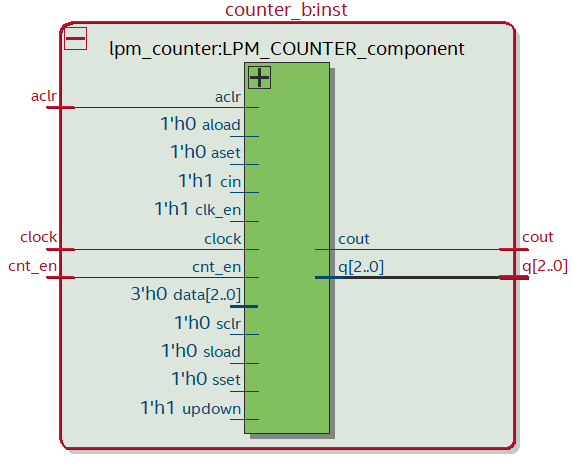 counter_b:inst
lpm_counter:LPM_COUNTER_component
aclr aclr
1'h0 aload
1'h0 aset
1'h1 cin
1'h1 clk_en
clock clock cout cout
cnt_en cnt_en q[2..0] q[2..0]
3'h0 data[2..0]
1'h0 sclr
1'h0 sload
1'h0 sset
1'h1 updown